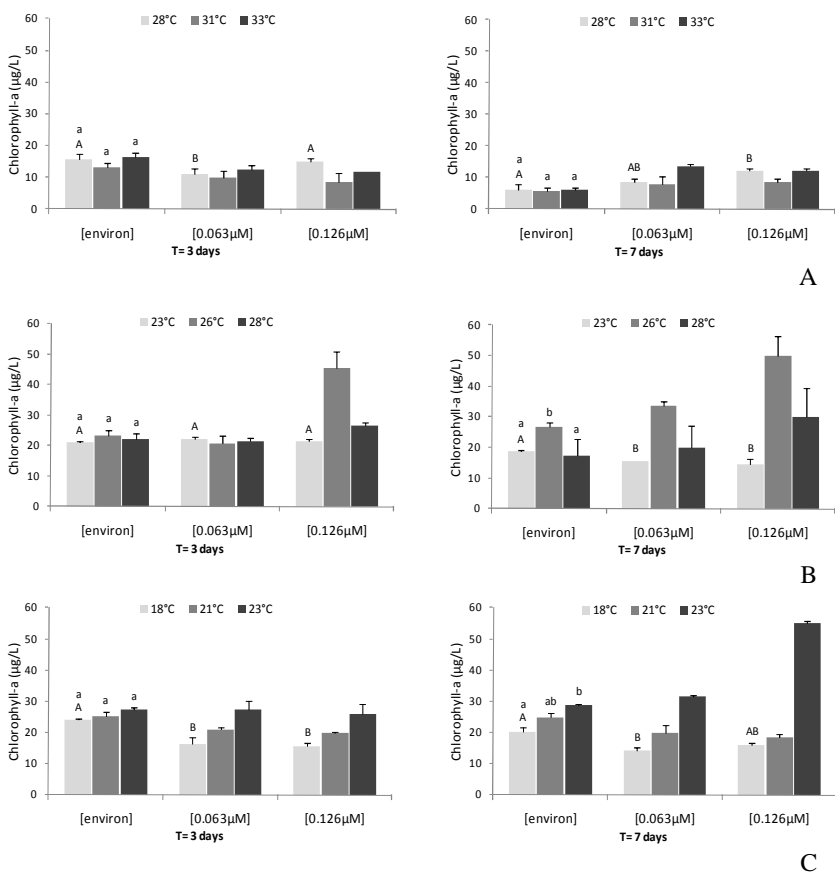 28°C 31°C 33°C
Chlorophyll-a (µg/L)
60
50
40
30
20
10
0
a
A
a
a
B
A
[environ] [0.063µM] [0.126µM]
T= 3 days
28°C 31°C 33°C
Chlorophyll-a (µg/L)
60
50
40
30
20
10
0
a
A
a
a
AB
B
[environ] [0.063µM] [0.126µM]
T= 7 days
A
23°C 26°C 28°C
Chlorophyll-a (µg/L)
60
50
40
30
20
10
0
a
A
a
a
A
A
[environ] [0.063µM] [0.126µM]
T= 3 days
23°C 26°C 28°C
Chlorophyll-a (µg/L)
60
50
40
30
20
10
0
a
A
b
a
B
B
[environ] [0.063µM] [0.126µM]
T= 7 days
B
18°C 21°C 23°C
Chlorophyll-a (µg/L)
60
50
40
30
20
10
0
a
A
a
a
B
B
[environ] [0.063µM] [0.126µM]
T= 3 days
18°C 21°C 23°C
Chlorophyll-a (µg/L)
60
50
40
30
20
10
0
a
A
ab
b
B
AB
[environ] [0.063µM] [0.126µM]
T= 7 days
C